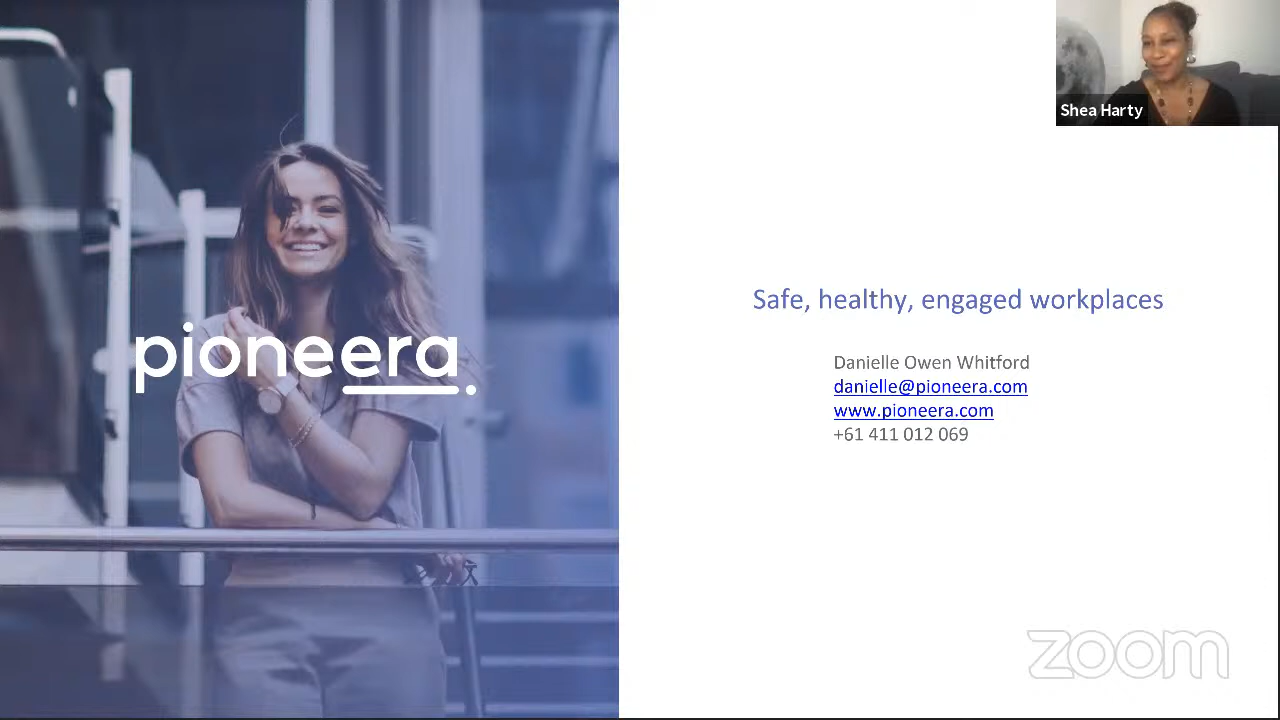 Shea Harty
pioneera.
Safe, healthy, engaged workplaces
Danielle Owen Whitford
danielle@pioneera.com
www.pioneera.com
+61 411 012 069
zoom